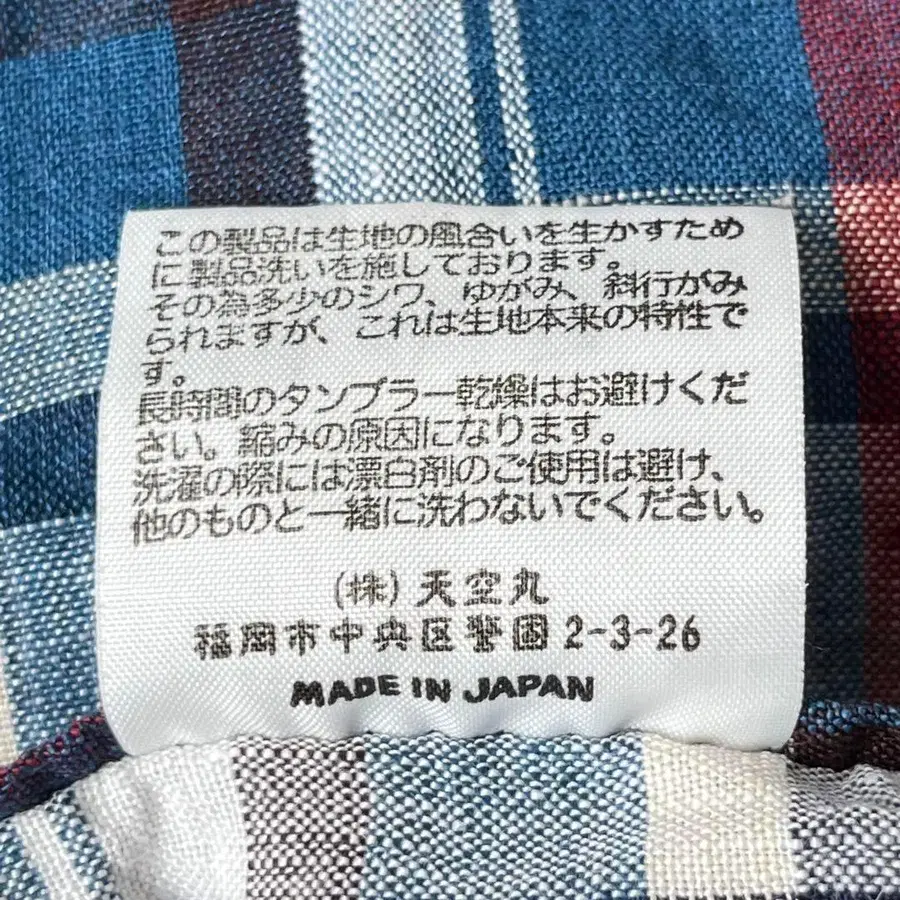 この製品は生地の風合いを生かすため
に製品洗いを施しております。
その為多少のシワ、ゆがみ、斜行がみ
られますが、これは生地本来の特性で
す。
長時間のタンブラー乾燥はお避けくだ
さい。縮みの原因になります。
洗濯の際には漂白剤のご使用は避け、
他のものと一緒に洗わないでください。
(株) 天空丸
福岡市中央区警固2-3-26
MADE IN JAPAN